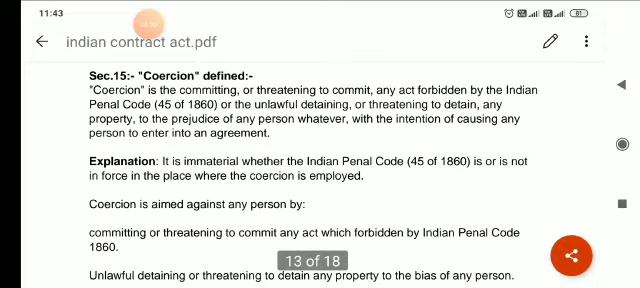 11:43
81
indian contract act.pdf
Sec.15:- "Coercion" defined:-
"Coercion" is the committing, or threatening to commit, any act forbidden by the Indian
Penal Code (45 of 1860) or the unlawful detaining, or threatening to detain, any
property, to the prejudice of any person whatever, with the intention of causing any
person to enter into an agreement.
Explanation: It is immaterial whether the Indian Penal Code (45 of 1860) is or is not
in force in the place where the coercion is employed.
Coercion is aimed against any person by:
committing or threatening to commit any act which forbidden by Indian Penal Code
1860.
13 of 18
Unlawful detaining or threatening to detain any property to the bias of any person.